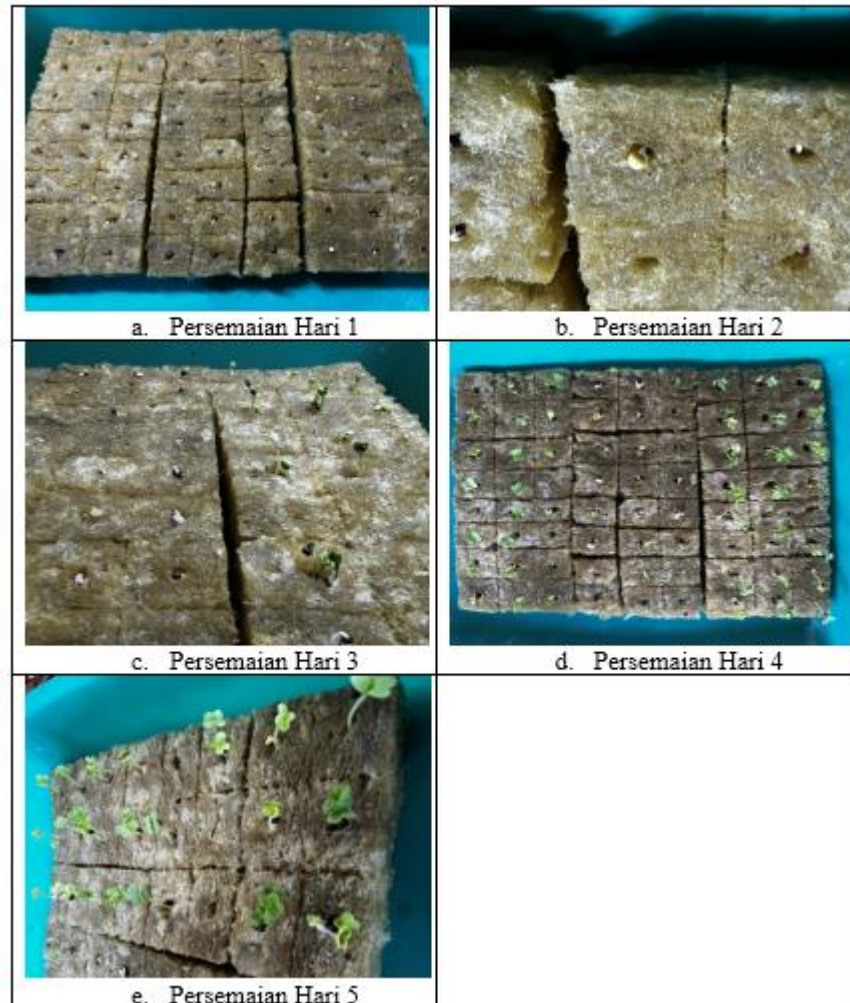 a. Persemaian Hari 1
b. Persemaian Hari 2
c. Persemaian Hari 3
d. Persemaian Hari 4
e. Persemaian Hari 5